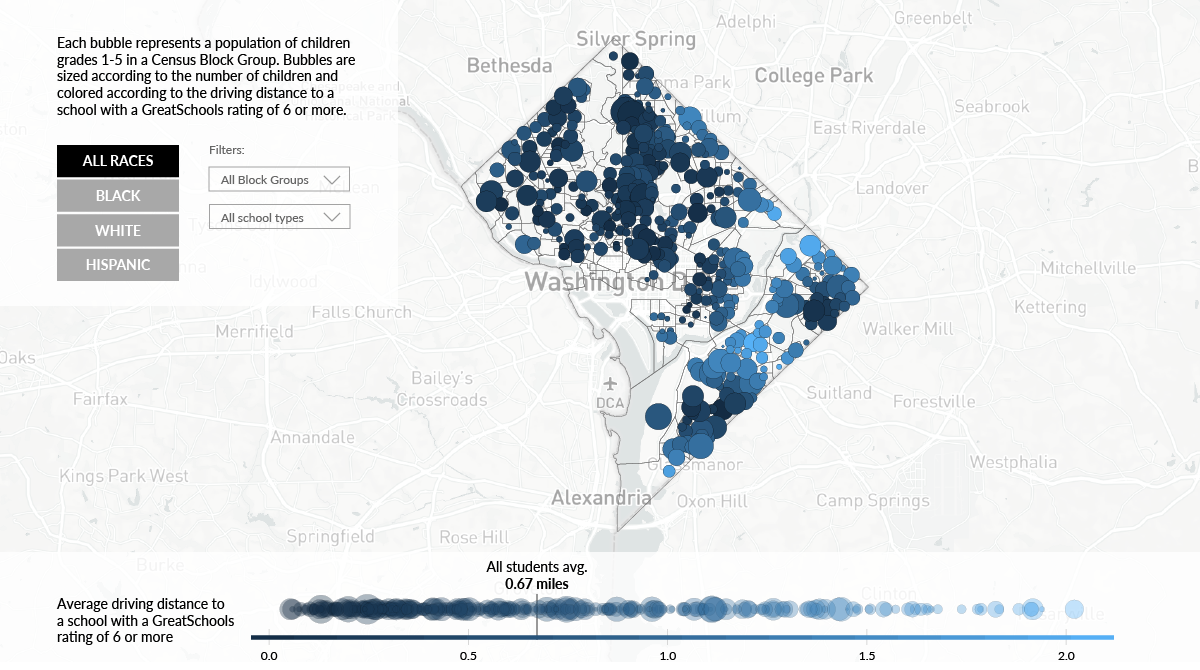 Each bubble represents a population of children
grades 1-5 in a Census Block Group. Bubbles are
sized according to the number of children and
colored according to the driving distance to a
school with a GreatSchools rating of 6 or more.
ALL RACES
BLACK
WHITE
HISPANIC
Filters:
All Block Groups
All school types
Adelphi
Greenbelt
Silver Spring
Bethesda
oma Park
College Park
Seabrook
illum
East Riverdale
Landover
Idylwood
Washington D
Mitchellville
Falls Church
Kettering
Merrifield
Walker Mill
Oaks
Bailey's
Crossroads
DCA
Suitland
Fairfax
Forestville
Annandale
Glassmanor
Westphalia
Kings Park West
Alexandria
Oxon Hill
Camp Springs
Springfield
Rose Hill
Burke
Clinton
All students avg.
0.67 miles
Average driving distance to
a school with a GreatSchools
rating of 6 or more
0.0
0.5
1.0
1.5
2.0